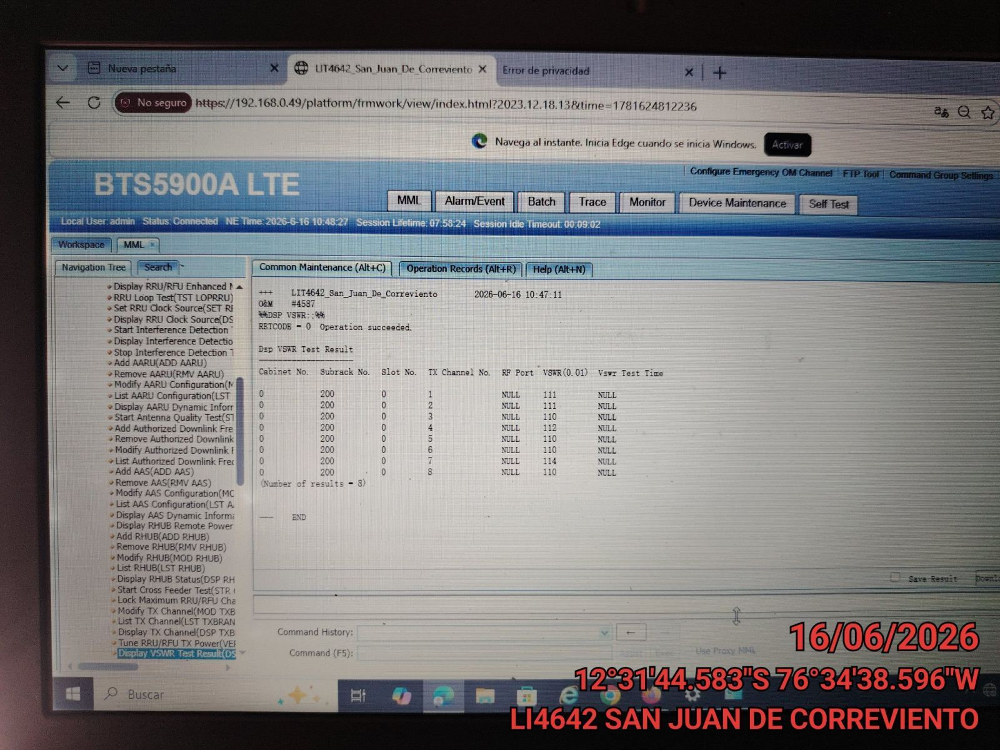 Nueva pestaña
LIT4642_San_Juan_De_Correviento
Error de privacidad
No seguro https://192.168.0.49/platform/frmwork/view/index.html?2023.12.18.13&time=1781624812236
Navega al instante. Inicia Edge cuando se inicia Windows. Activar
Configure Emergency OM Channel FTP Tool Command Group Settings
BTS5900A LTE
MML Alarm/Event Batch Trace Monitor Device Maintenance Self Test
Local User: admin Status: Connected NE Time: 2026-6-16 10:48:27 Session Lifetime: 07:58:24 Session Idle Timeout: 00:09:02
Workspace MML
Navigation Tree Search
Display RRU/RFU Enhanced
RRU Loop Test(TST LOPRRU)
Set RRU Clock Source(SET
Display RRU Clock Source(DS
Start Interference Detection
Display Interference Detectio
Stop Interference Detection
Add AARU(ADD AARU)
Remove AARU(RMV AARU)
Modify AARU Configuration(
List AARU Configuration(LST
Display AARU Dynamic Inforr
Start Antenna Quality Test(ST
Add Authorized Downlink Fre
Remove Authorized Downlink
Modify Authorized Downlink
List Authorized Downlink Fre
Add AAS(ADD AAS)
Remove AAS(RMV AAS)
Modify AAS Configuration(MC
List AAS Configuration(LST A
Display AAS Dynamic Informa
Display RHUB Remote Power
Add RHUB(ADD RHUB)
Remove RHUB(RMV RHUB)
Modify RHUB(MOD RHUB)
List RHUB(LST RHUB)
Display RHUB Status(DSP RH
Start Cross Feeder Test(STR
Lock Maximum RRU/RFU Cha
Modify TX Channel(MOD TXB
List TX Channel(LST TXBRAN
Display TX Channel(DSP TXB
Tune RRU/RFU TX Power(VER
Display VSWR Test Result(DS
Common Maintenance (Alt+C) Operation Records (Alt+R) Help (Alt+N)
+++ LIT4642_San_Juan_De_Correviento 2026-06-16 10:47:11
O&M #4587
%%DSP VSWR:;%%
RETCODE = 0 Operation succeeded.
Dsp VSWR Test Result
Cabinet No. Subrack No. Slot No. TX Channel No. RF Port VSWR(0.01) Vswr Test Time
0 200 0 1 NULL 111 NULL
0 200 0 2 NULL 111 NULL
0 200 0 3 NULL 110 NULL
0 200 0 4 NULL 112 NULL
0 200 0 5 NULL 110 NULL
0 200 0 6 NULL 110 NULL
0 200 0 7 NULL 114 NULL
0 200 0 8 NULL 110 NULL
(Number of results = 8)
--- END
Save Result Downlo
Command History:
Command (F5): Assist Exec Use Proxy MML
Buscar
16/06/2026
12°31'44.583"S 76°34'38.596"W
LI4642 SAN JUAN DE CORREVIENTO